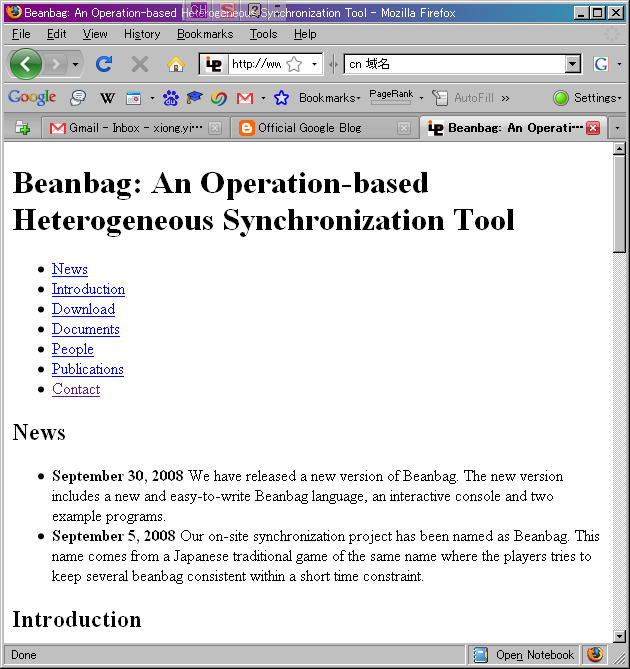 Beanbag: An Operation-based Heterogeneous Synchronization Tool - Mozilla Firefox
File Edit View History Bookmarks Tools Help
http://ww
cn 域名
G
Google W Bookmarks PageRank AutoFill » Settings
Gmail - Inbox - xiong.yi··· Official Google Blog Beanbag: An Operati···
Beanbag: An Operation-based
Heterogeneous Synchronization Tool
News
Introduction
Download
Documents
People
Publications
Contact
News
September 30, 2008 We have released a new version of Beanbag. The new version
includes a new and easy-to-write Beanbag language, an interactive console and two
example programs.
September 5, 2008 Our on-site synchronization project has been named as Beanbag. This
name comes from a Japanese traditional game of the same name where the players tries to
keep several beanbag consistent within a short time constraint.
Introduction
Done Open Notebook